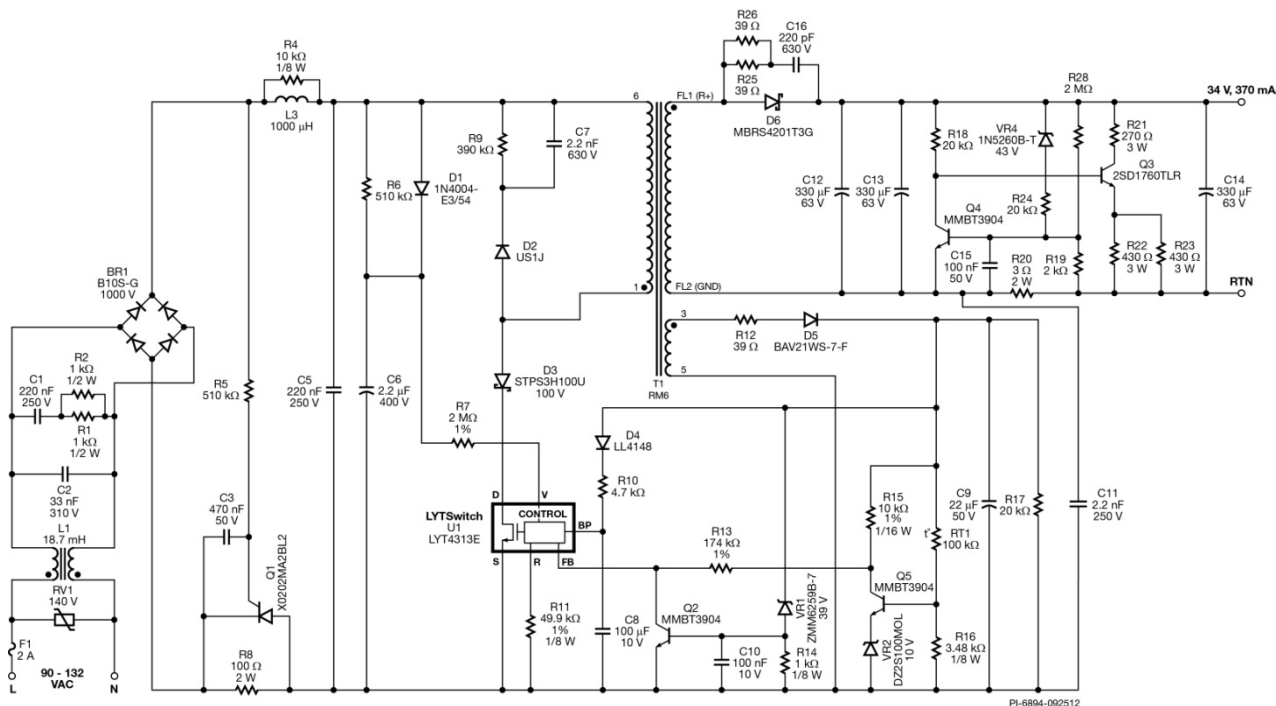 R4
10 kΩ
1/8 W
L3
1000 µH
R26
39 Ω
C16
220 pF
630 V
R25
39 Ω
D6
MBRS4201T3G
FL1 (R+)
6
R28
2 MΩ
34 V, 370 mA
R9
390 kΩ
C7
2.2 nF
630 V
R18
20 kΩ
VR4
1N5260B-T
43 V
R21
270 Ω
3 W
Q3
2SD1760TLR
R6
510 kΩ
D1
1N4004-
E3/54
C12
330 µF
63 V
C13
330 µF
63 V
C14
330 µF
63 V
R24
20 kΩ
Q4
MMBT3904
D2
US1J
C15
100 nF
50 V
R20
3 Ω
2 W
R19
2 kΩ
R22
430 Ω
3 W
R23
430 Ω
3 W
BR1
B10S-G
1000 V
1
FL2 (GND)
RTN
3
R12
39 Ω
D5
BAV21WS-7-F
5
T1
RM6
R2
1 kΩ
1/2 W
C1
220 nF
250 V
R1
1 kΩ
1/2 W
R5
510 kΩ
C5
220 nF
250 V
C6
2.2 µF
400 V
D3
STPS3H100U
100 V
R7
2 MΩ
1%
D4
LL4148
R10
4.7 kΩ
C2
33 nF
310 V
C3
470 nF
50 V
D
V
LYTSwitch
U1
LYT4313E
CONTROL
BP
S
R
FB
R15
10 kΩ
1%
1/16 W
C9
22 µF
50 V
R17
20 kΩ
C11
2.2 nF
250 V
t°
RT1
100 kΩ
R13
174 kΩ
1%
L1
18.7 mH
RV1
140 V
Q1
X0202MA2BL2
R11
49.9 kΩ
1%
1/8 W
C8
100 µF
10 V
Q2
MMBT3904
VR1
ZMM5259B-7
39 V
Q5
MMBT3904
VR2
DZ2S100MOL
10 V
R16
3.48 kΩ
1/8 W
C10
100 nF
10 V
R14
1 kΩ
1/8 W
F1
2 A
R8
100 Ω
2 W
L
90 - 132
VAC
N
PI-6894-092512